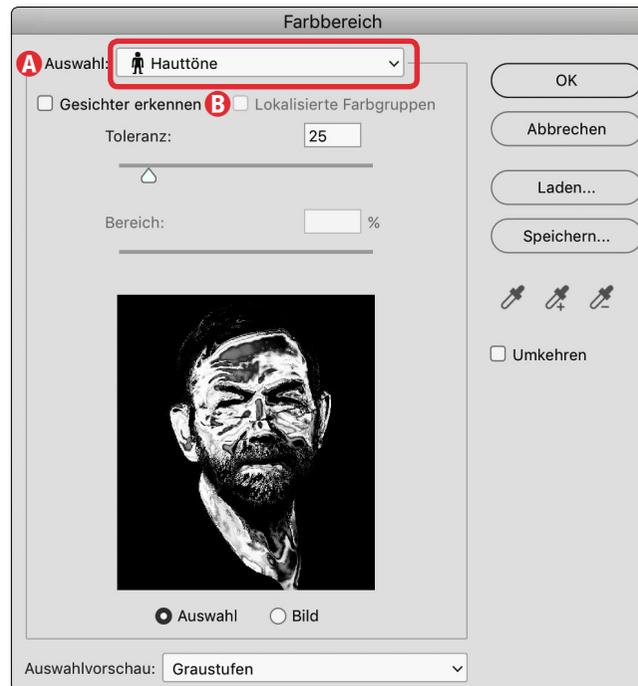 Farbbereich
A Auswahl: Hauttöne
Gesichter erkennen B Lokalisierte Farbgruppen
Toleranz: 25
Bereich: %
Auswahl Bild
Auswahlvorschau: Graustufen
OK
Abbrechen
Laden...
Speichern...
Umkehren